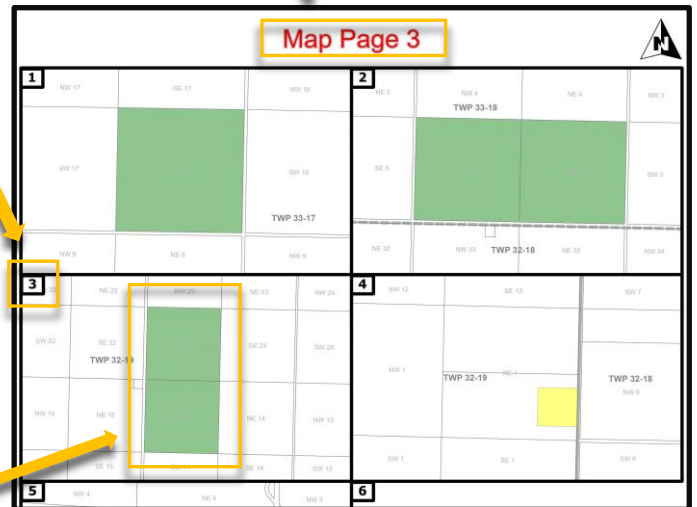 Map Page 3
N
1
NW 17
NE 17
NW 16
SW 17
SW 16
TWP 33-17
NW 8
NE 8
2
NE 5
NW 4
NE 4
NW 3
TWP 33-18
SE 5
SW 3
NE 32
NW 33
TWP 32-18
NE 33
NW 34
3
22
NE 22
NW 23
NE 23
NW 24
SW 22
SE 22
SE 23
SW 24
TWP 32-19
NW 15
NE 15
NE 14
NW 13
SE 15
SE 14
SW 13
4
SW 12
SE 12
SW 7
NW 1
TWP 32-19
NE 1
TWP 32-18
NW 6
SW 1
SE 1
SW 6
5
NW 4
NE 4
NW 3
6